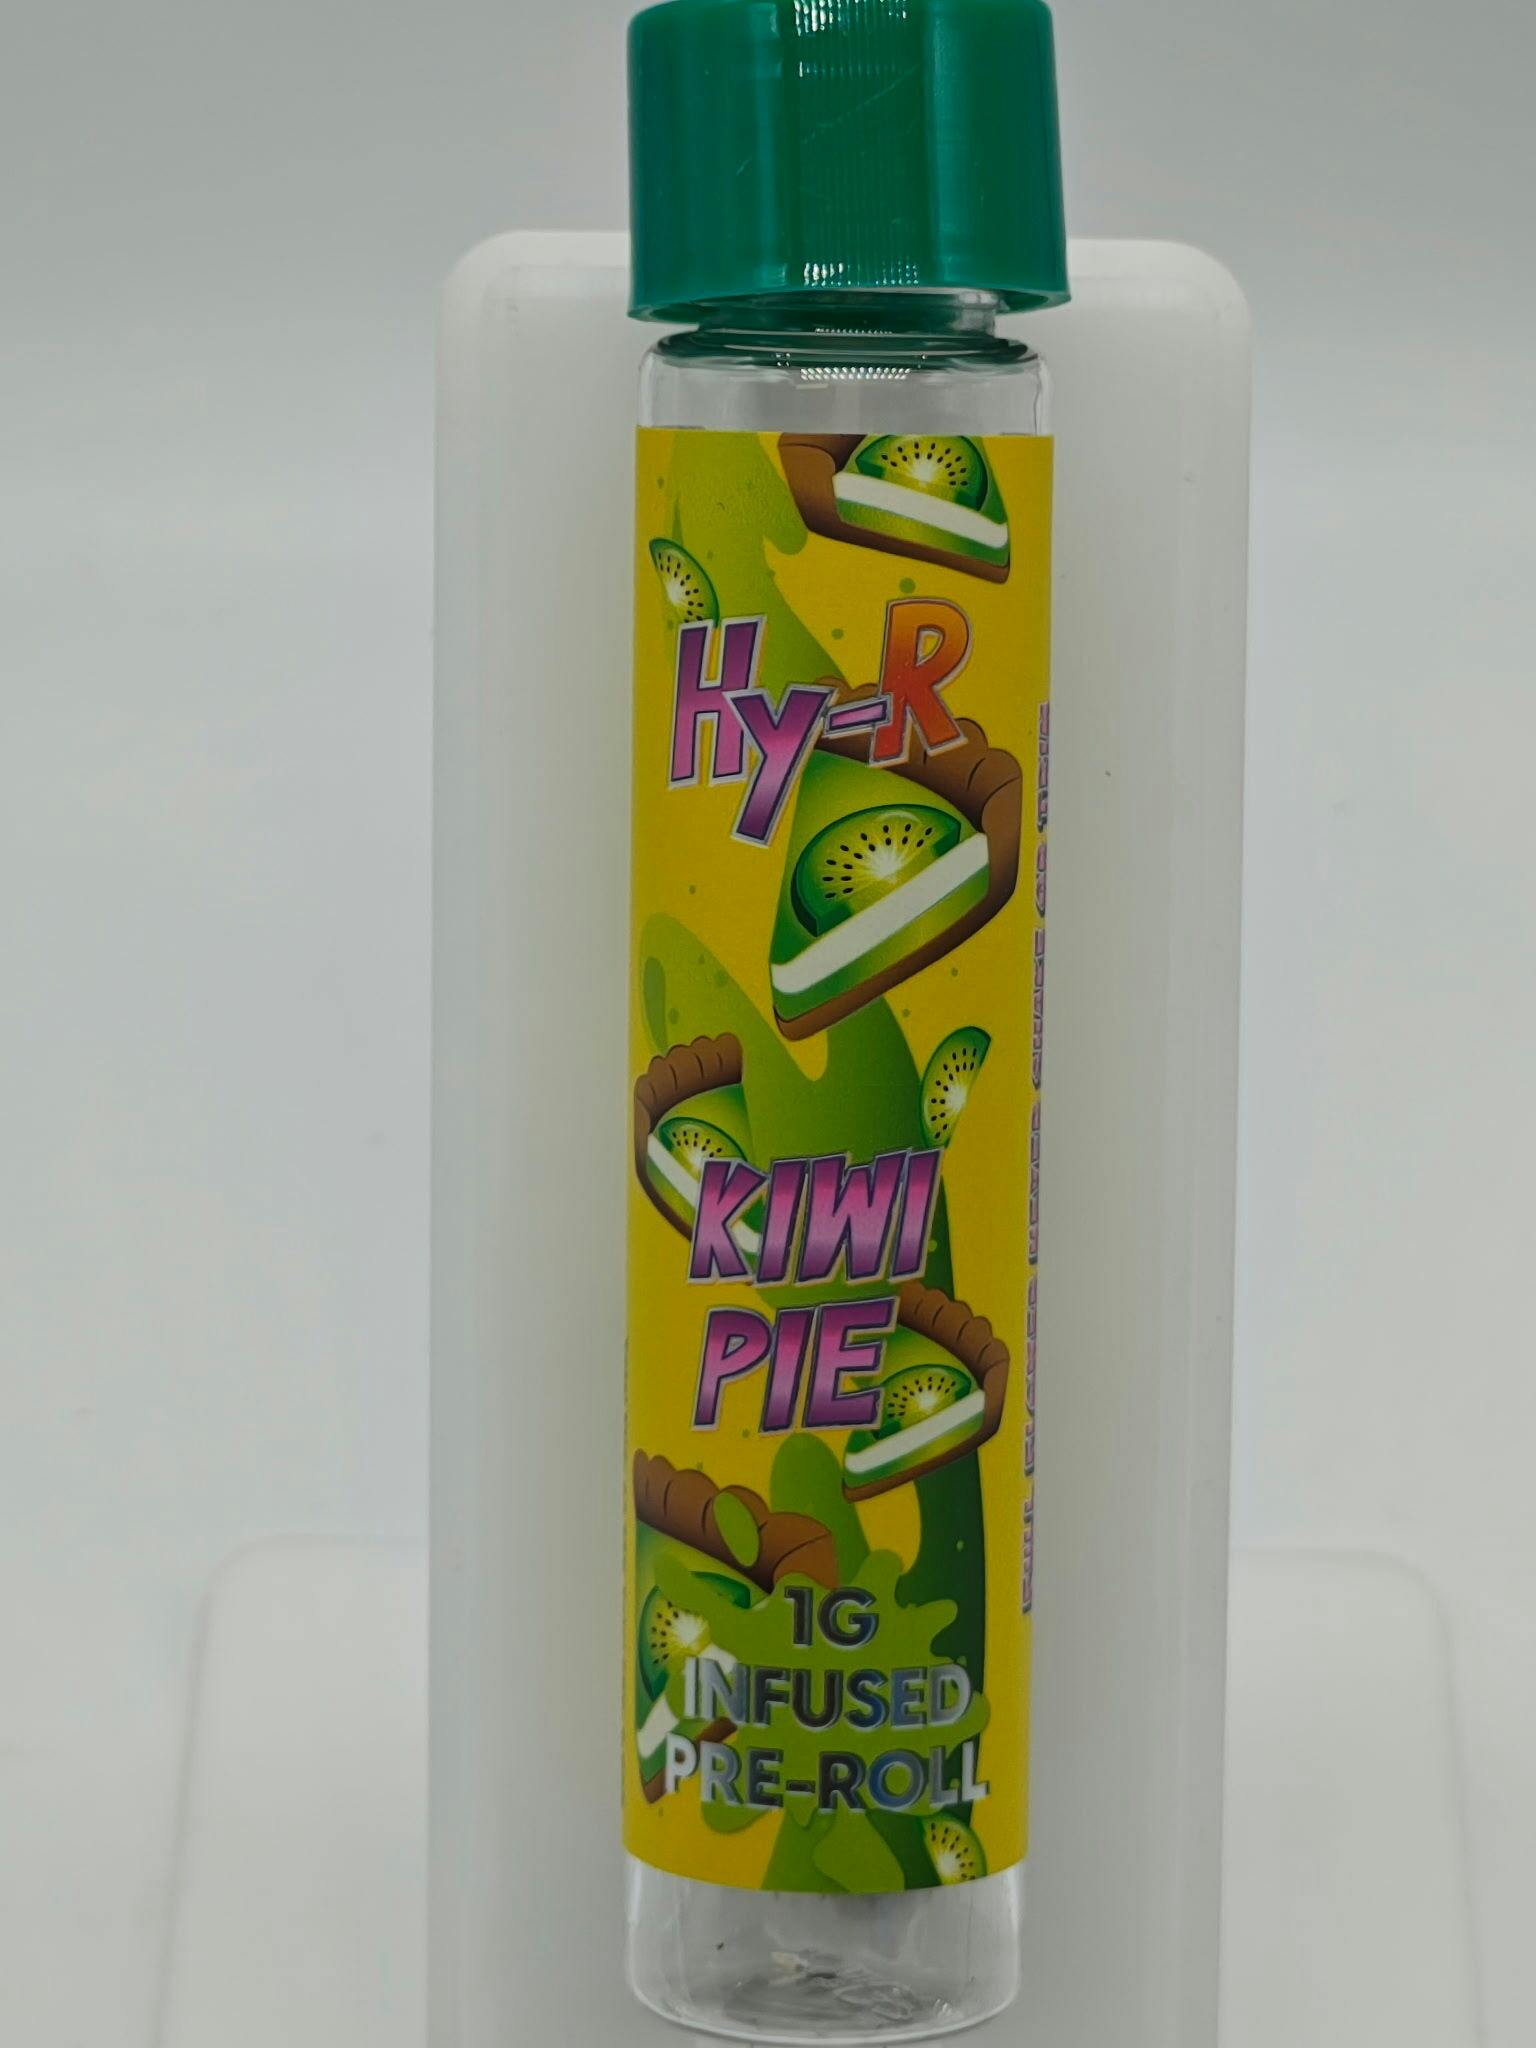 Hy-R
KIWI
PIE
1G
INFUSED
PRE-ROLL